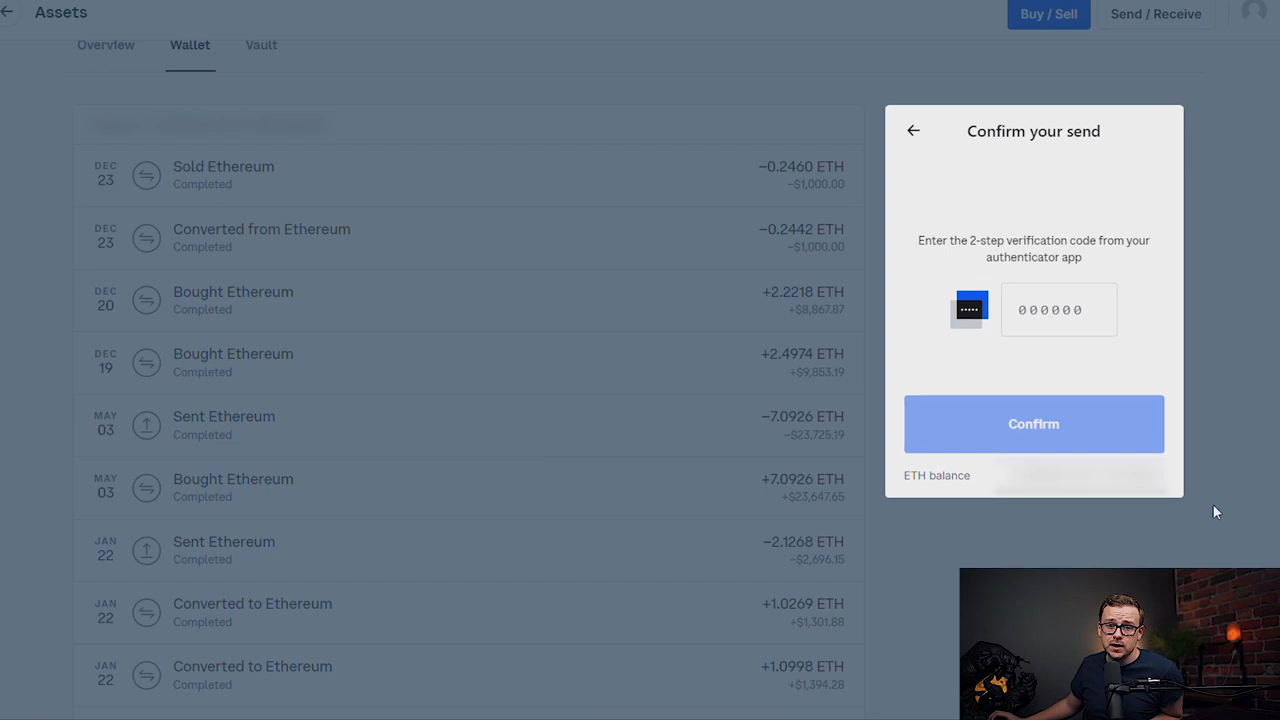 Assets
Buy / Sell
Send / Receive
Overview
Wallet
Vault
DEC
23
Sold Ethereum
Completed
−0.2460 ETH
−$1,000.00
DEC
23
Converted from Ethereum
Completed
−0.2442 ETH
−$1,000.00
DEC
20
Bought Ethereum
Completed
+2.2218 ETH
+$8,867.87
DEC
19
Bought Ethereum
Completed
+2.4974 ETH
+$9,853.19
MAY
03
Sent Ethereum
Completed
−7.0926 ETH
−$23,725.19
MAY
03
Bought Ethereum
Completed
+7.0926 ETH
+$23,647.65
JAN
22
Sent Ethereum
Completed
−2.1268 ETH
−$2,696.15
JAN
22
Converted to Ethereum
Completed
+1.0269 ETH
+$1,301.88
JAN
22
Converted to Ethereum
Completed
+1.0998 ETH
+$1,394.28
Confirm your send
Enter the 2-step verification code from your
authenticator app
000000
Confirm
ETH balance